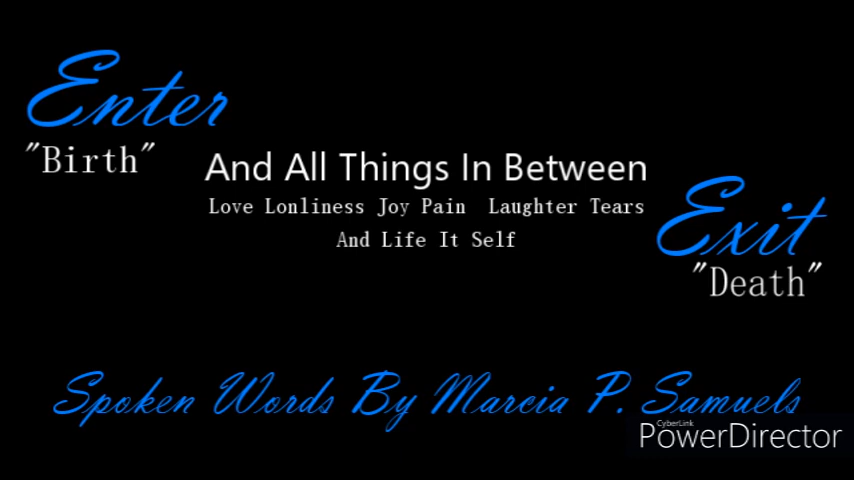 Enter
"Birth"
And All Things In Between
Love Lonliness Joy Pain Laughter Tears
And Life It Self
Exit
"Death"
Spoken Words By Marcia P. Samuels
CyberLink
PowerDirector